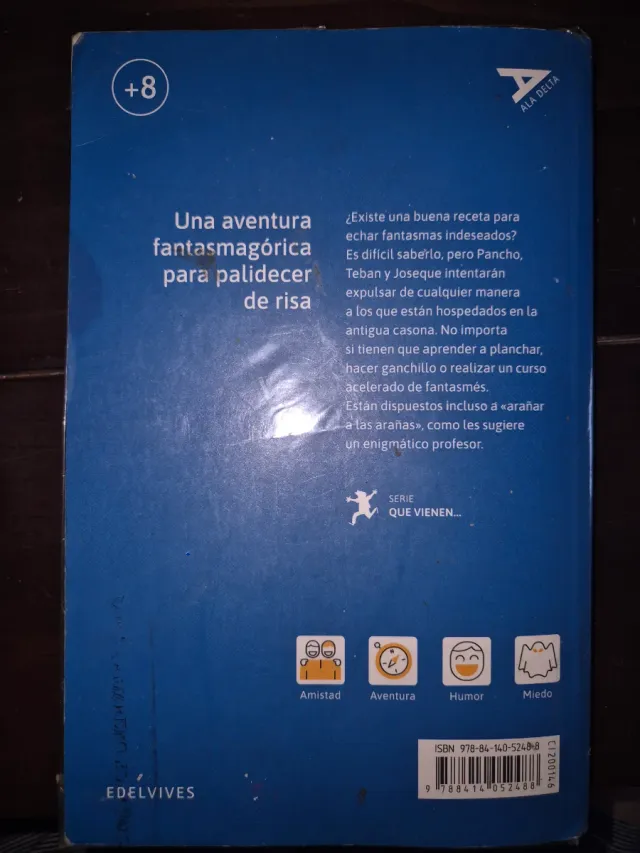 +8
ALA DELTA
Una aventura
fantasmagórica
para palidecer
de risa
¿Existe una buena receta para
echar fantasmas indeseados?
Es difícil saberlo, pero Pancho,
Teban y Joseque intentarán
expulsar de cualquier manera
a los que están hospedados en la
antigua casona. No importa
si tienen que aprender a planchar,
hacer ganchillo o realizar un curso
acelerado de fantasmés.
Están dispuestos incluso a «arañar
a las arañas», como les sugiere
un enigmático profesor.
SERIE
QUE VIENEN...
Amistad
Aventura
Humor
Miedo
ISBN 978-84-140-5248-8
CI200146
9 788414 052488
EDELVIVES